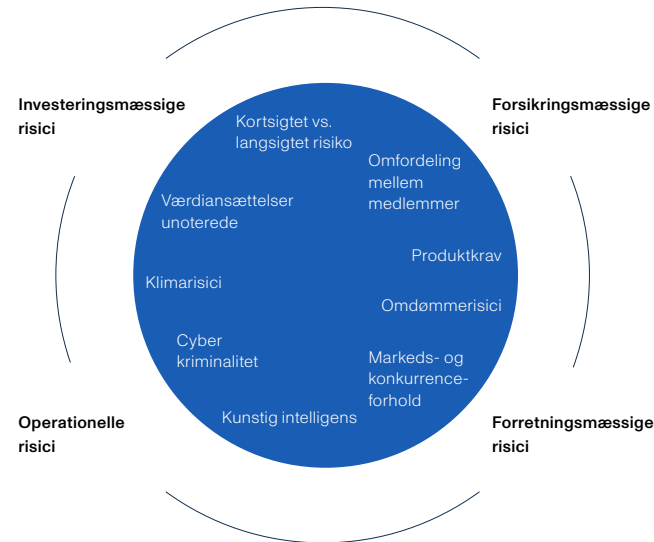 Investeringsmæssige
risici
Forsikringsmæssige
risici
Kortsigtet vs.
langsigtet risiko
Omfordeling
mellem
medlemmer
Værdiansættelser
unoterede
Produktkrav
Klimarisici
Omdømmerisici
Cyber
kriminalitet
Markeds- og
konkurrence-
forhold
Kunstig intelligens
Operationelle
risici
Forretningsmæssige
risici